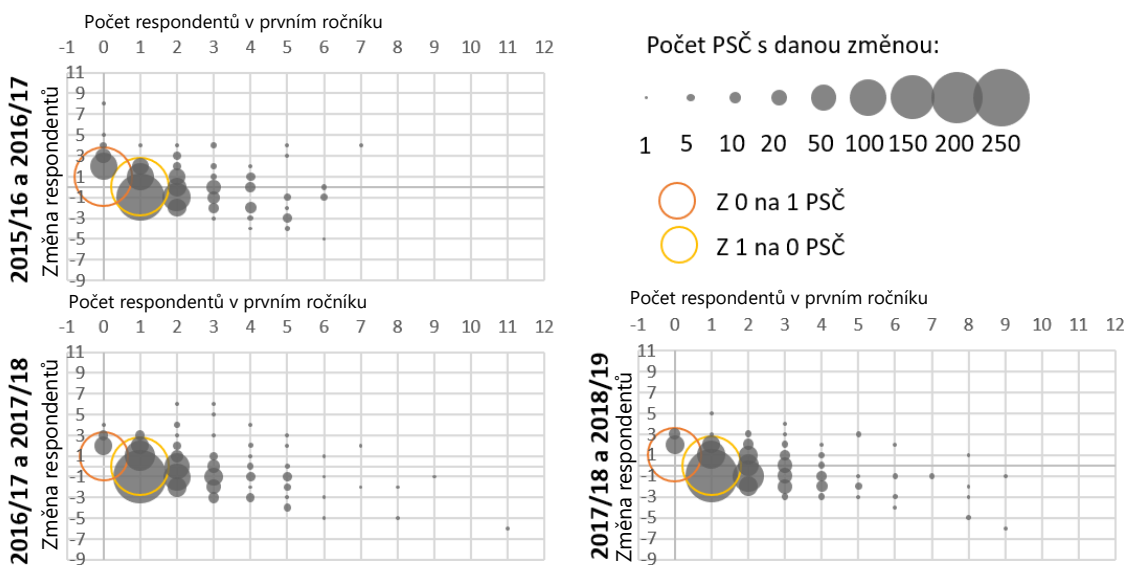 Počet respondentů v prvním ročníku
-1 0 1 2 3 4 5 6 7 8 9 10 11 12
2015/16 a 2016/17
Změna respondentů
11
9
7
5
3
1
-1
-3
-5
-7
-9
Počet PSČ s danou změnou:
1 5 10 20 50 100 150 200 250
Z 0 na 1 PSČ
Z 1 na 0 PSČ
Počet respondentů v prvním ročníku
-1 0 1 2 3 4 5 6 7 8 9 10 11 12
2016/17 a 2017/18
Změna respondentů
11
9
7
5
3
1
-1
-3
-5
-7
-9
Počet respondentů v prvním ročníku
-1 0 1 2 3 4 5 6 7 8 9 10 11 12
2017/18 a 2018/19
Změna respondentů
11
9
7
5
3
1
-1
-3
-5
-7
-9